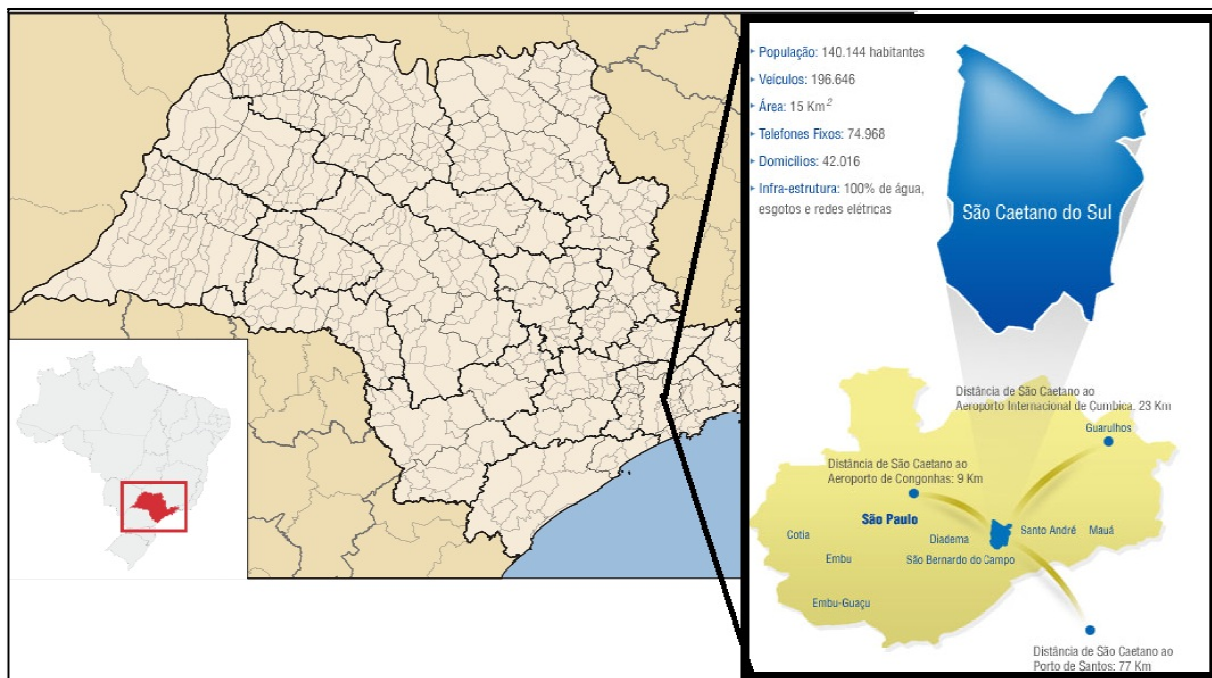 População: 140.144 habitantes
Veículos: 196.646
Área: 15 Km²
Telefones Fixos: 74.968
Domicílios: 42.016
Infra-estrutura: 100% de água,
esgotos e redes elétricas
São Caetano do Sul
Distância de São Caetano ao
Aeroporto Internacional de Cumbica: 23 Km
Guarulhos
Distância de São Caetano ao
Aeroporto de Congonhas: 9 Km
São Paulo
Cotia
Diadema
Santo André
Mauá
Embu
São Bernardo do Campo
Embu-Guaçu
Distância de São Caetano ao
Porto de Santos: 77 Km